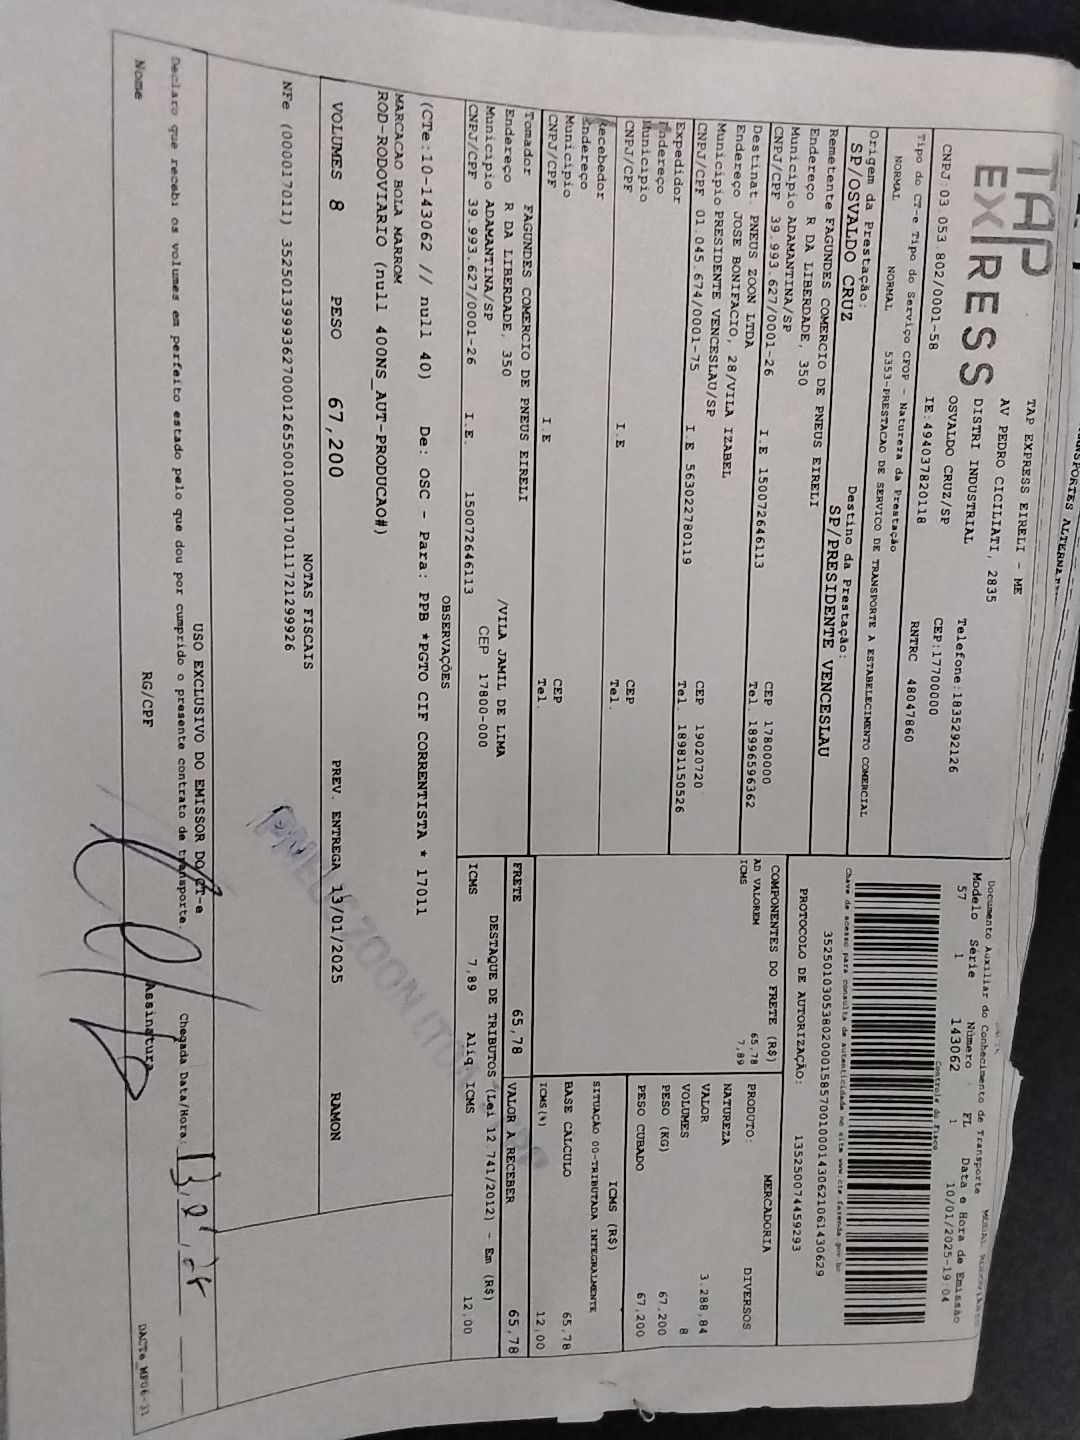 TAP
EXPRESS
TAP EXPRESS EIRELI - ME
AV PEDRO CICILIATI, 2835
DISTRI INDUSTRIAL Telefone:1835292126
OSVALDO CRUZ/SP CEP:17700000
CNPJ:03.053.802/0001-58 IE:494037820118 RNTRC 48047860
Tipo do CT-e Tipo do Serviço CFOP - Natureza da Prestação
NORMAL NORMAL 5353-PRESTACAO DE SERVICO DE TRANSPORTE A ESTABELECIMENTO COMERCIAL
Origem da Prestação: Destino da Prestação:
SP/OSVALDO CRUZ SP/PRESIDENTE VENCESLAU
Remetente FAGUNDES COMERCIO DE PNEUS EIRELI
Endereço R DA LIBERDADE, 350
Municipio ADAMANTINA/SP CEP 17800000
CNPJ/CPF 39.993.627/0001-26 I.E 150072646113 Tel. 18996596362
Destinat. PNEUS ZOON LTDA
Endereço JOSE BONIFACIO, 28/VILA IZABEL
Municipio PRESIDENTE VENCESLAU/SP CEP 19020720
CNPJ/CPF 01.045.674/0001-75 I.E 563022780119 Tel. 18981150526
Expedidor
Endereço
Municipio CEP
CNPJ/CPF I.E Tel.
Recebedor
Endereço
Municipio CEP
CNPJ/CPF I.E Tel.
Tomador FAGUNDES COMERCIO DE PNEUS EIRELI
Endereço R DA LIBERDADE, 350 /VILA JAMIL DE LIMA
Municipio ADAMANTINA/SP CEP 17800-000
CNPJ/CPF 39.993.627/0001-26 I.E. 150072646113
OBSERVAÇÕES
(CTe:10-143062 // null 40) De: OSC - Para: PPB *PGTO CIF CORRENTISTA * 17011
MARCACAO BOLA MARROM
ROD-RODOVIARIO (null 400NS_AUT-PRODUCAO#)
VOLUMES 8 PESO 67,200 PREV. ENTREGA 13/01/2025 RAMON
NOTAS FISCAIS
NFe (000017011) 35250139993627000126550010000170111721299926
Documento Auxiliar do Conhecimento de Transporte
Modelo Série Número FL Data e Hora de Emissão
57 1 143062 1 10/01/2025-19:04
Controle do Fisco
Chave de acesso para consulta de autenticidade no site www.cte.fazenda.gov.br
35250103053802000158570010001430621061430629
PROTOCOLO DE AUTORIZAÇÃO: 135250074459293
COMPONENTES DO FRETE (R$)
AD VALOREM 65,78
ICMS 7,89
MERCADORIA
PRODUTO: DIVERSOS
NATUREZA
VALOR 3.288,84
VOLUMES 8
PESO (KG) 67,200
PESO CUBADO 67,200
ICMS (R$)
SITUAÇÃO 00-TRIBUTADA INTEGRALMENTE
BASE CÁLCULO 65,78
ICMS(%) 12,00
FRETE 65,78 VALOR A RECEBER 65,78
DESTAQUE DE TRIBUTOS (Lei 12.741/2012) - Em (R$)
ICMS 7,89 Aliq. ICMS 12,00
PNEUS ZOON LTDA
USO EXCLUSIVO DO EMISSOR DO CT-e
Declaro que recebi os volumes em perfeito estado pelo que dou por cumprido o presente contrato de transporte. Chegada Data/Hora:
Nome RG/CPF Assinatura
DACTe_MF06-31